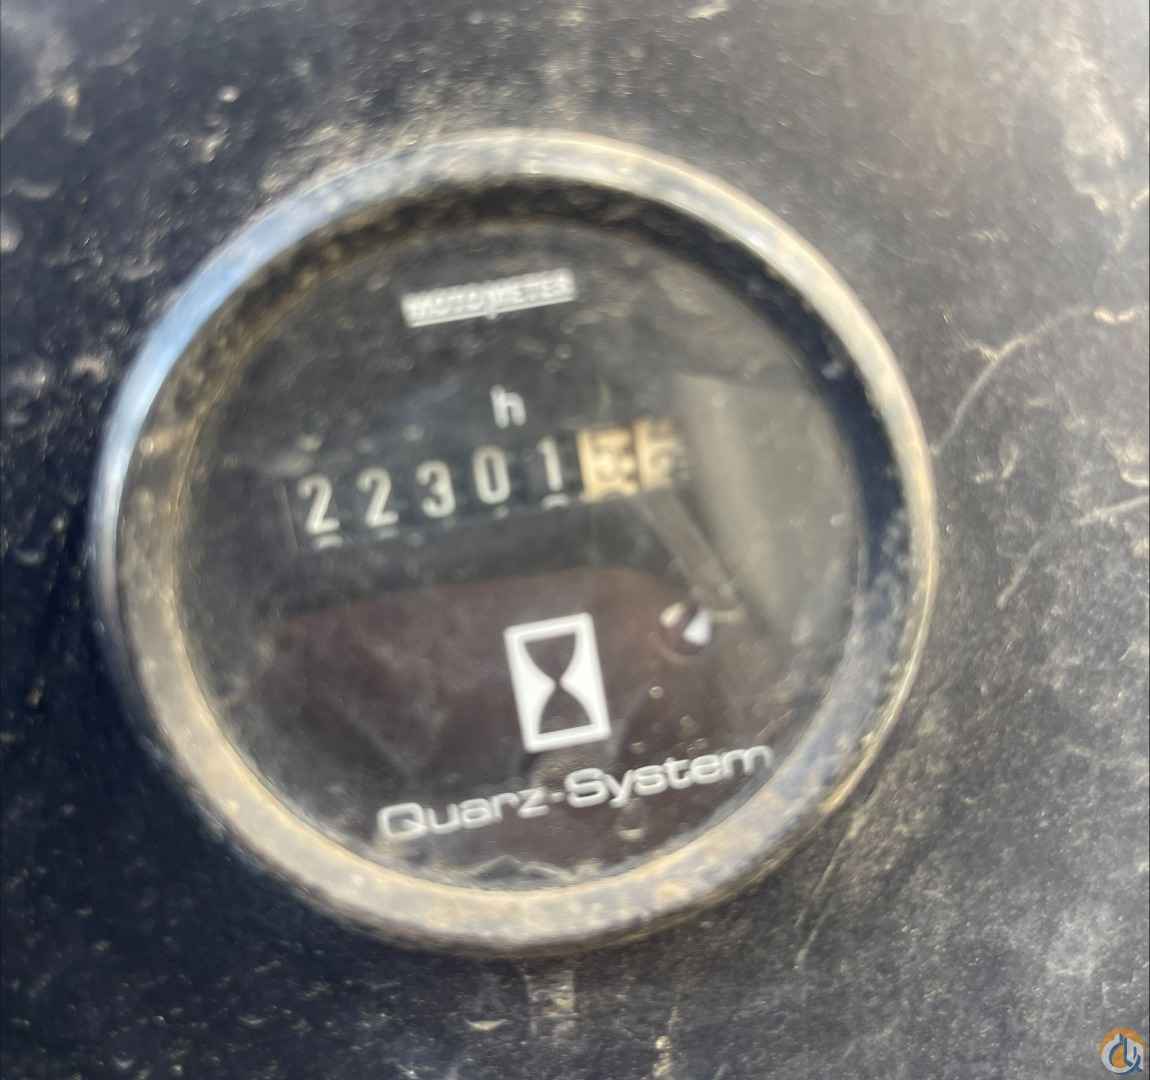 MOTOMETER
h
22301
Quarz-System